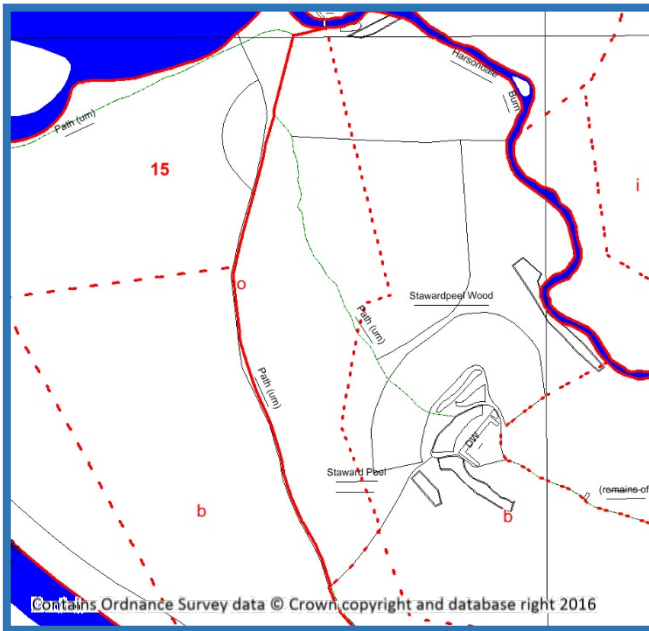 Harsondale
Burn
Path (um)
15
i
o
Stawardpeel Wood
Path (um)
Path (um)
DW
Staward Peel
(remains of
b
b
Contains Ordnance Survey data © Crown copyright and database right 2016